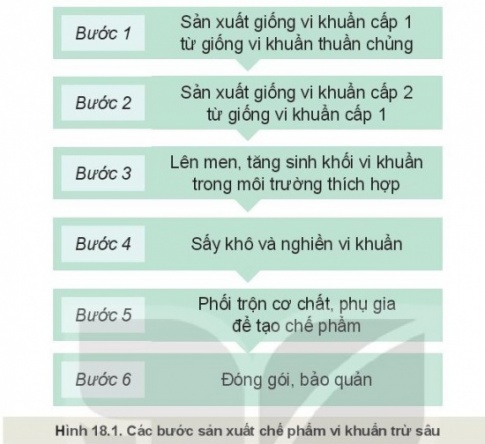 Bước 1
Sản xuất giống vi khuẩn cấp 1
từ giống vi khuẩn thuần chủng
Bước 2
Sản xuất giống vi khuẩn cấp 2
từ giống vi khuẩn cấp 1
Bước 3
Lên men, tăng sinh khối vi khuẩn
trong môi trường thích hợp
Bước 4
Sấy khô và nghiền vi khuẩn
Bước 5
Phối trộn cơ chất, phụ gia
để tạo chế phẩm
Bước 6
Đóng gói, bảo quản
Hình 18.1. Các bước sản xuất chế phẩm vi khuẩn trừ sâu